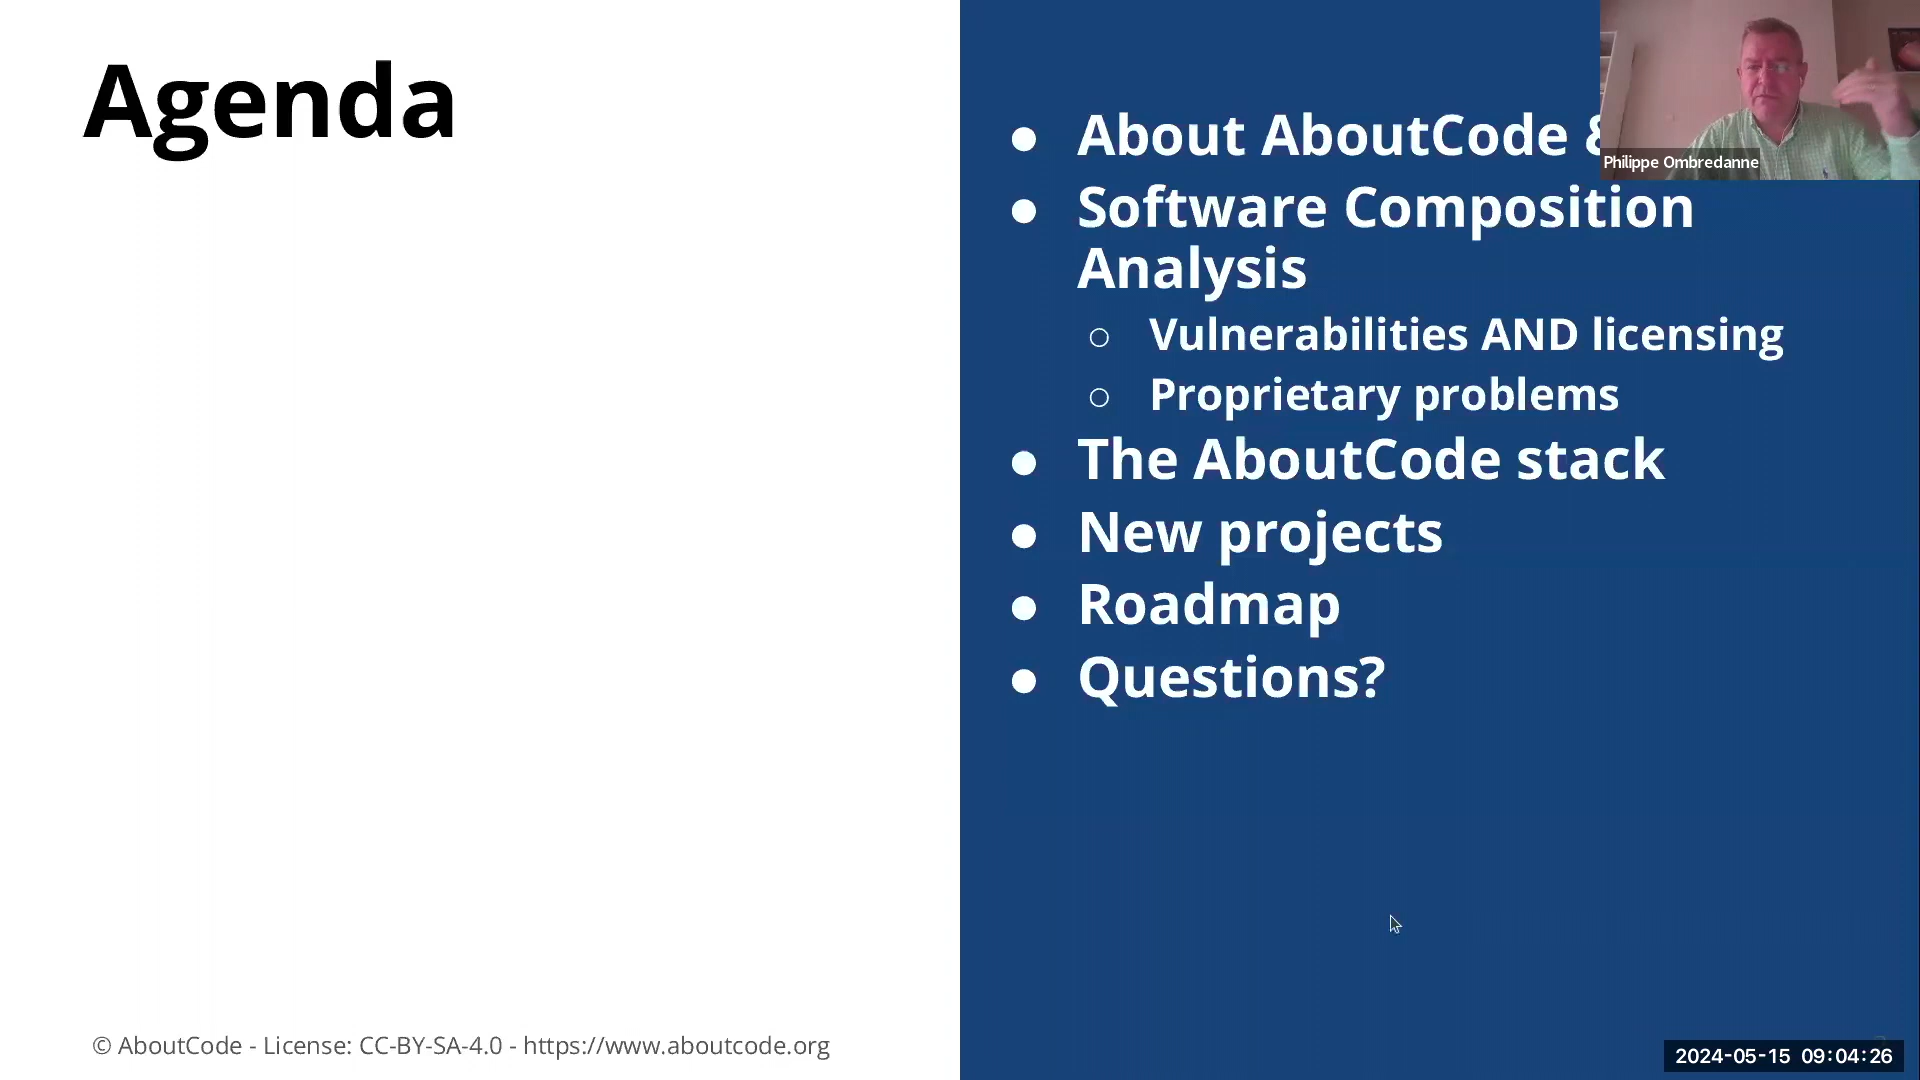 Agenda
● About AboutCode &
● Software Composition
Analysis
○ Vulnerabilities AND licensing
○ Proprietary problems
● The AboutCode stack
● New projects
● Roadmap
● Questions?
Philippe Ombredanne
© AboutCode - License: CC-BY-SA-4.0 - https://www.aboutcode.org
2024-05-15 09:04:26